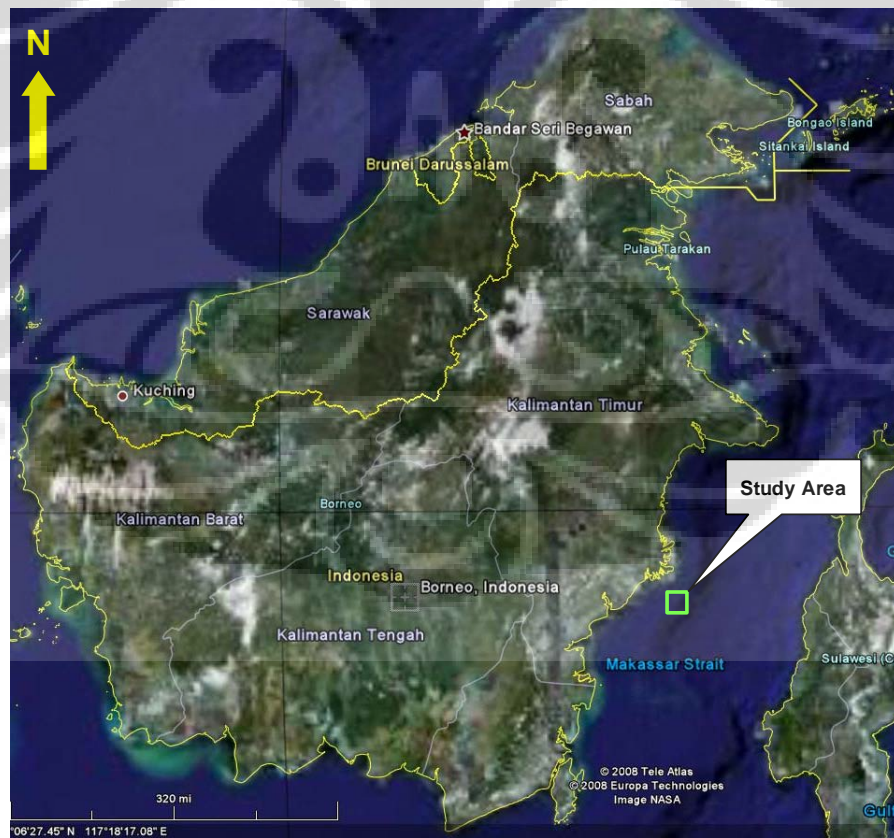 N
Sabah
Bongao Island
Bandar Seri Begawan
Sitankai Island
Brunei Darussalam
Pulau Tarakan
Sarawak
Kuching
Kalimantan Timur
Study Area
Borneo
Kalimantan Barat
Indonesia
Borneo, Indonesia
Kalimantan Tengah
Makassar Strait
Sulawesi (C
© 2008 Tele Atlas
© 2008 Europa Technologies
Image NASA
320 mi
Gul
°06'27.45" N 117°18'17.08" E